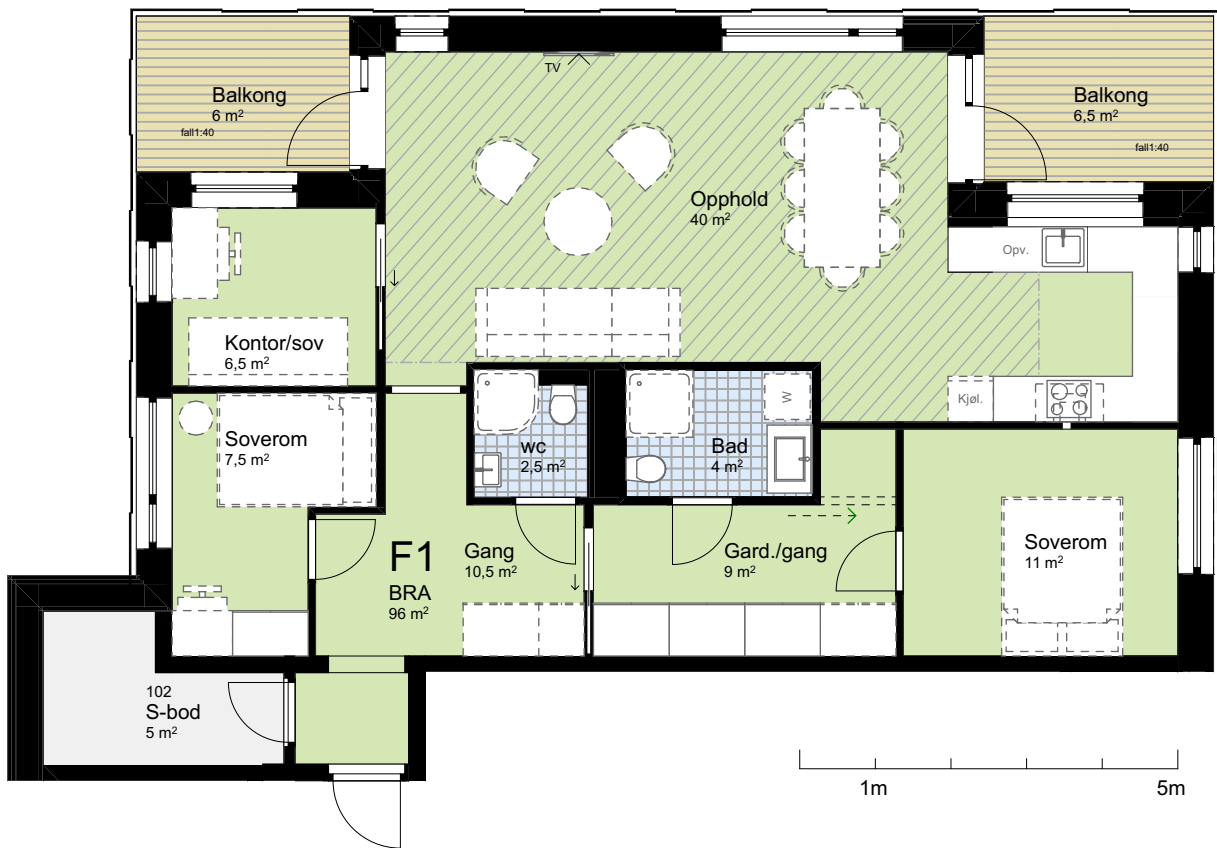 TV
Balkong
6 m²
fall1:40
Balkong
6,5 m²
fall1:40
Opphold
40 m²
Opv.
Kontor/sov
6,5 m²
Kjøl.
W
Soverom
7,5 m²
wc
2,5 m²
Bad
4 m²
F1
BRA
96 m²
Gang
10,5 m²
Gard./gang
9 m²
Soverom
11 m²
102
S-bod
5 m²
1m
5m